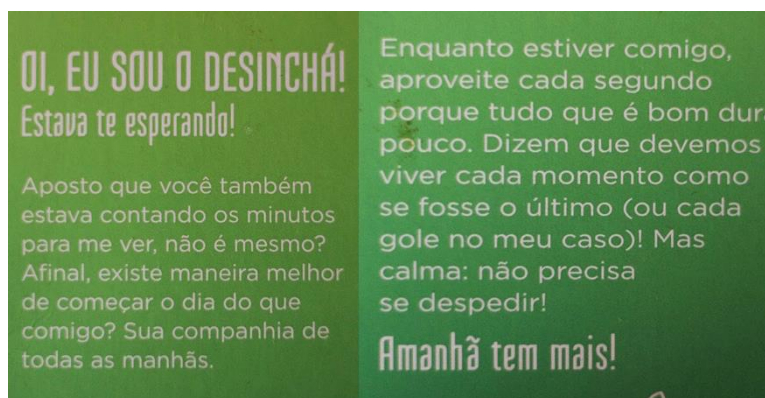 OI, EU SOU O DESINCHÁ!
Estava te esperando!
Aposto que você também
estava contando os minutos
para me ver, não é mesmo?
Afinal, existe maneira melhor
de começar o dia do que
comigo? Sua companhia de
todas as manhãs.
Enquanto estiver comigo,
aproveite cada segundo
porque tudo que é bom dur
pouco. Dizem que devemos
viver cada momento como
se fosse o último (ou cada
gole no meu caso)! Mas
calma: não precisa
se despedir!
Amanhã tem mais!